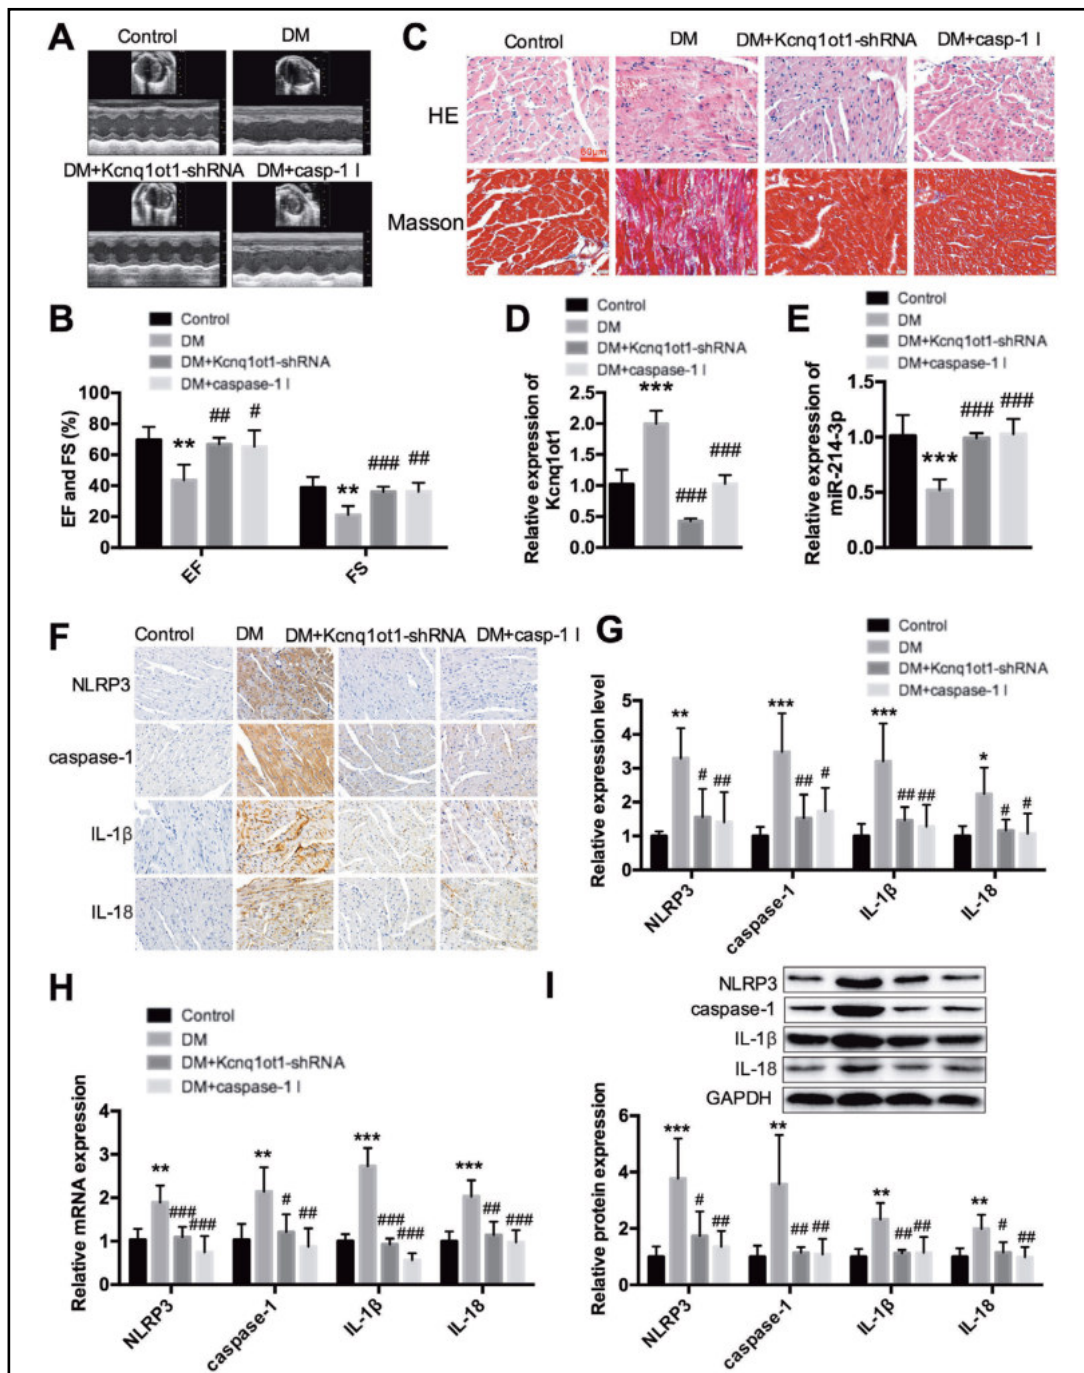 A
Control
DM
DM+Kcnq1ot1-shRNA
DM+casp-1 I
C
Control
DM
DM+Kcnq1ot1-shRNA
DM+casp-1 I
HE
60μm
Masson
B
Control
DM
DM+Kcnq1ot1-shRNA
DM+caspase-1 I
EF and FS (%)
100
80
60
40
20
0
**
##
#
**
###
##
EF
FS
D
Control
DM
DM+Kcnq1ot1-shRNA
DM+caspase-1 I
Relative expression of
Kcnq1ot1
2.5
2.0
1.5
1.0
0.5
0.0
***
###
###
E
Control
DM
DM+Kcnq1ot1-shRNA
DM+caspase-1 I
Relative expression of
miR-214-3p
1.5
1.0
0.5
0.0
***
###
###
F
Control
DM
DM+Kcnq1ot1-shRNA
DM+casp-1 I
NLRP3
caspase-1
IL-1β
IL-18
G
Control
DM
DM+Kcnq1ot1-shRNA
DM+caspase-1 I
Relative expression level
5
4
3
2
1
0
**
#
##
***
##
#
***
##
##
*
#
#
NLRP3
caspase-1
IL-1β
IL-18
H
Control
DM
DM+Kcnq1ot1-shRNA
DM+caspase-1 I
Relative mRNA expression
4
3
2
1
0
**
###
###
**
#
##
***
###
###
***
##
###
NLRP3
caspase-1
IL-1β
IL-18
I
NLRP3
caspase-1
IL-1β
IL-18
GAPDH
Relative protein expression
6
4
2
0
***
#
##
**
##
##
**
##
##
**
#
##
NLRP3
caspase-1
IL-1β
IL-18